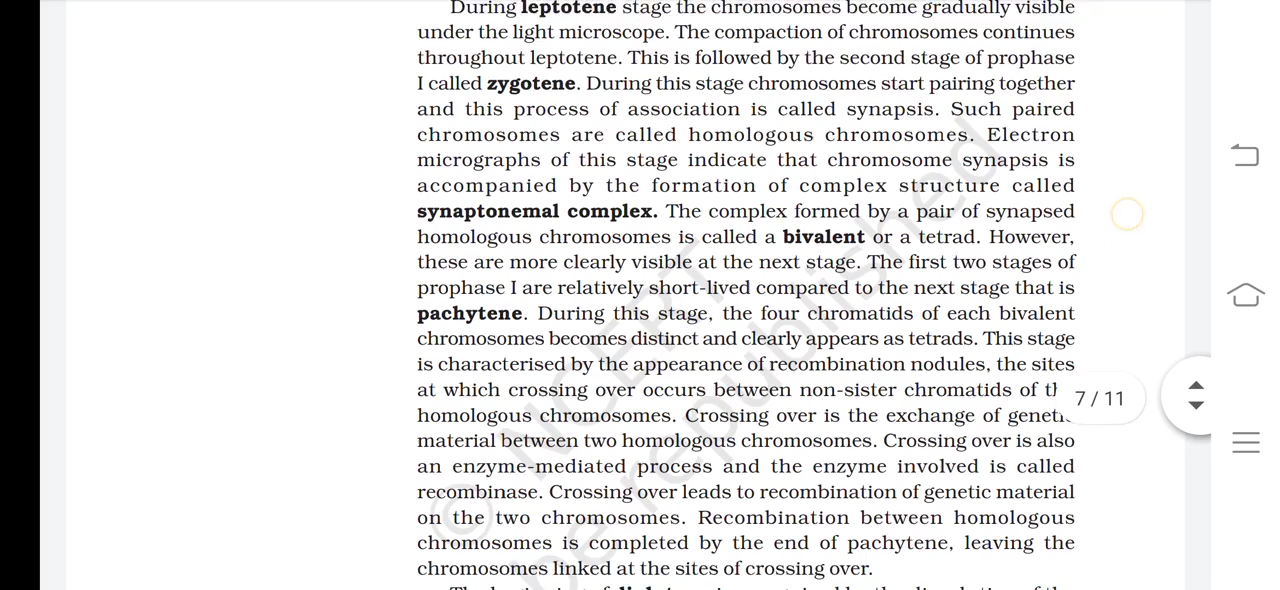 During leptotene stage the chromosomes become gradually visible
under the light microscope. The compaction of chromosomes continues
throughout leptotene. This is followed by the second stage of prophase
I called zygotene. During this stage chromosomes start pairing together
and this process of association is called synapsis. Such paired
chromosomes are called homologous chromosomes. Electron
micrographs of this stage indicate that chromosome synapsis is
accompanied by the formation of complex structure called
synaptonemal complex. The complex formed by a pair of synapsed
homologous chromosomes is called a bivalent or a tetrad. However,
these are more clearly visible at the next stage. The first two stages of
prophase I are relatively short-lived compared to the next stage that is
pachytene. During this stage, the four chromatids of each bivalent
chromosomes becomes distinct and clearly appears as tetrads. This stage
is characterised by the appearance of recombination nodules, the sites
at which crossing over occurs between non-sister chromatids of
homologous chromosomes. Crossing over is the exchange of genetic
material between two homologous chromosomes. Crossing over is also
an enzyme-mediated process and the enzyme involved is called
recombinase. Crossing over leads to recombination of genetic material
on the two chromosomes. Recombination between homologous
chromosomes is completed by the end of pachytene, leaving the
chromosomes linked at the sites of crossing over.
7 / 11
© NCERT
be republished